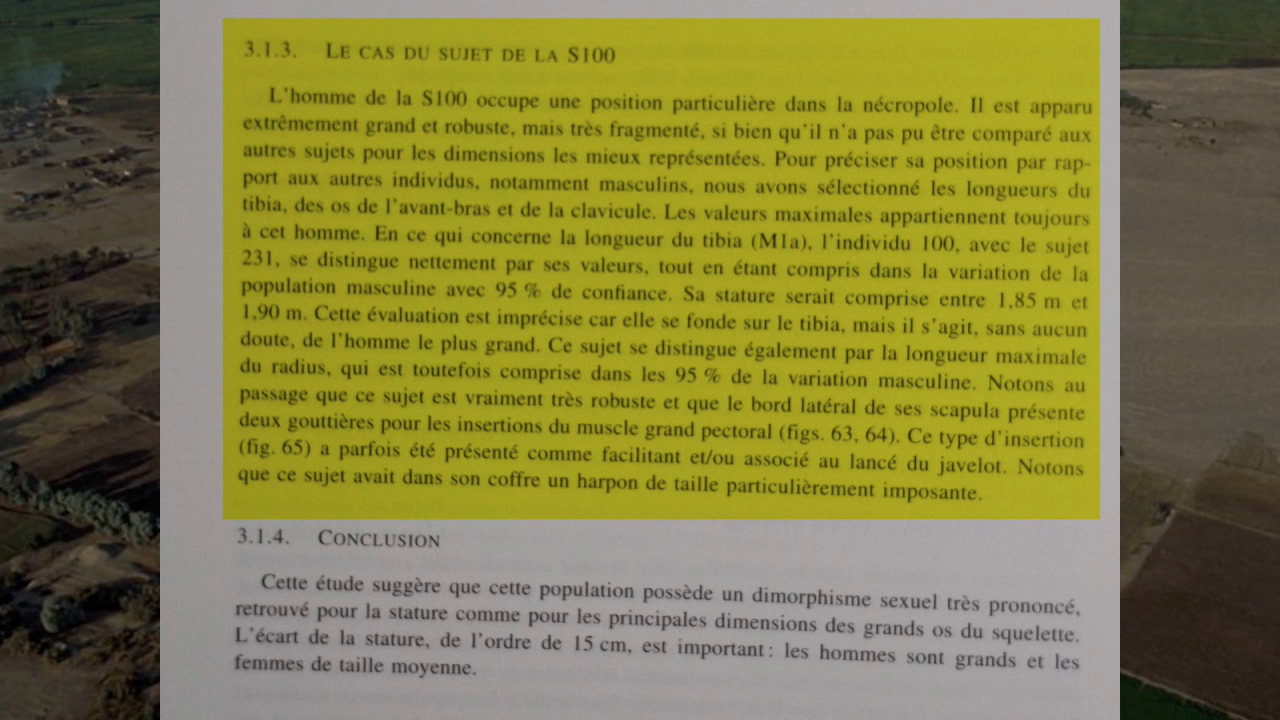 3.1.3. LE CAS DU SUJET DE LA S100
L'homme de la S100 occupe une position particulière dans la nécropole. Il est apparu
extrêmement grand et robuste, mais très fragmenté, si bien qu'il n'a pas pu être comparé aux
autres sujets pour les dimensions les mieux représentées. Pour préciser sa position par rap-
port aux autres individus, notamment masculins, nous avons sélectionné les longueurs du
tibia, des os de l'avant-bras et de la clavicule. Les valeurs maximales appartiennent toujours
à cet homme. En ce qui concerne la longueur du tibia (M1a), l'individu 100, avec le sujet
231, se distingue nettement par ses valeurs, tout en étant compris dans la variation de la
population masculine avec 95 % de confiance. Sa stature serait comprise entre 1,85 m et
1,90 m. Cette évaluation est imprécise car elle se fonde sur le tibia, mais il s'agit, sans aucun
doute, de l'homme le plus grand. Ce sujet se distingue également par la longueur maximale
du radius, qui est toutefois comprise dans les 95 % de la variation masculine. Notons au
passage que ce sujet est vraiment très robuste et que le bord latéral de ses scapula présente
deux gouttières pour les insertions du muscle grand pectoral (figs. 63, 64). Ce type d'insertion
(fig. 65) a parfois été présenté comme facilitant et/ou associé au lancé du javelot. Notons
que ce sujet avait dans son coffre un harpon de taille particulièrement imposante.
3.1.4. CONCLUSION
Cette étude suggère que cette population possède un dimorphisme sexuel très prononcé,
retrouvé pour la stature comme pour les principales dimensions des grands os du squelette.
L'écart de la stature, de l'ordre de 15 cm, est important : les hommes sont grands et les
femmes de taille moyenne.